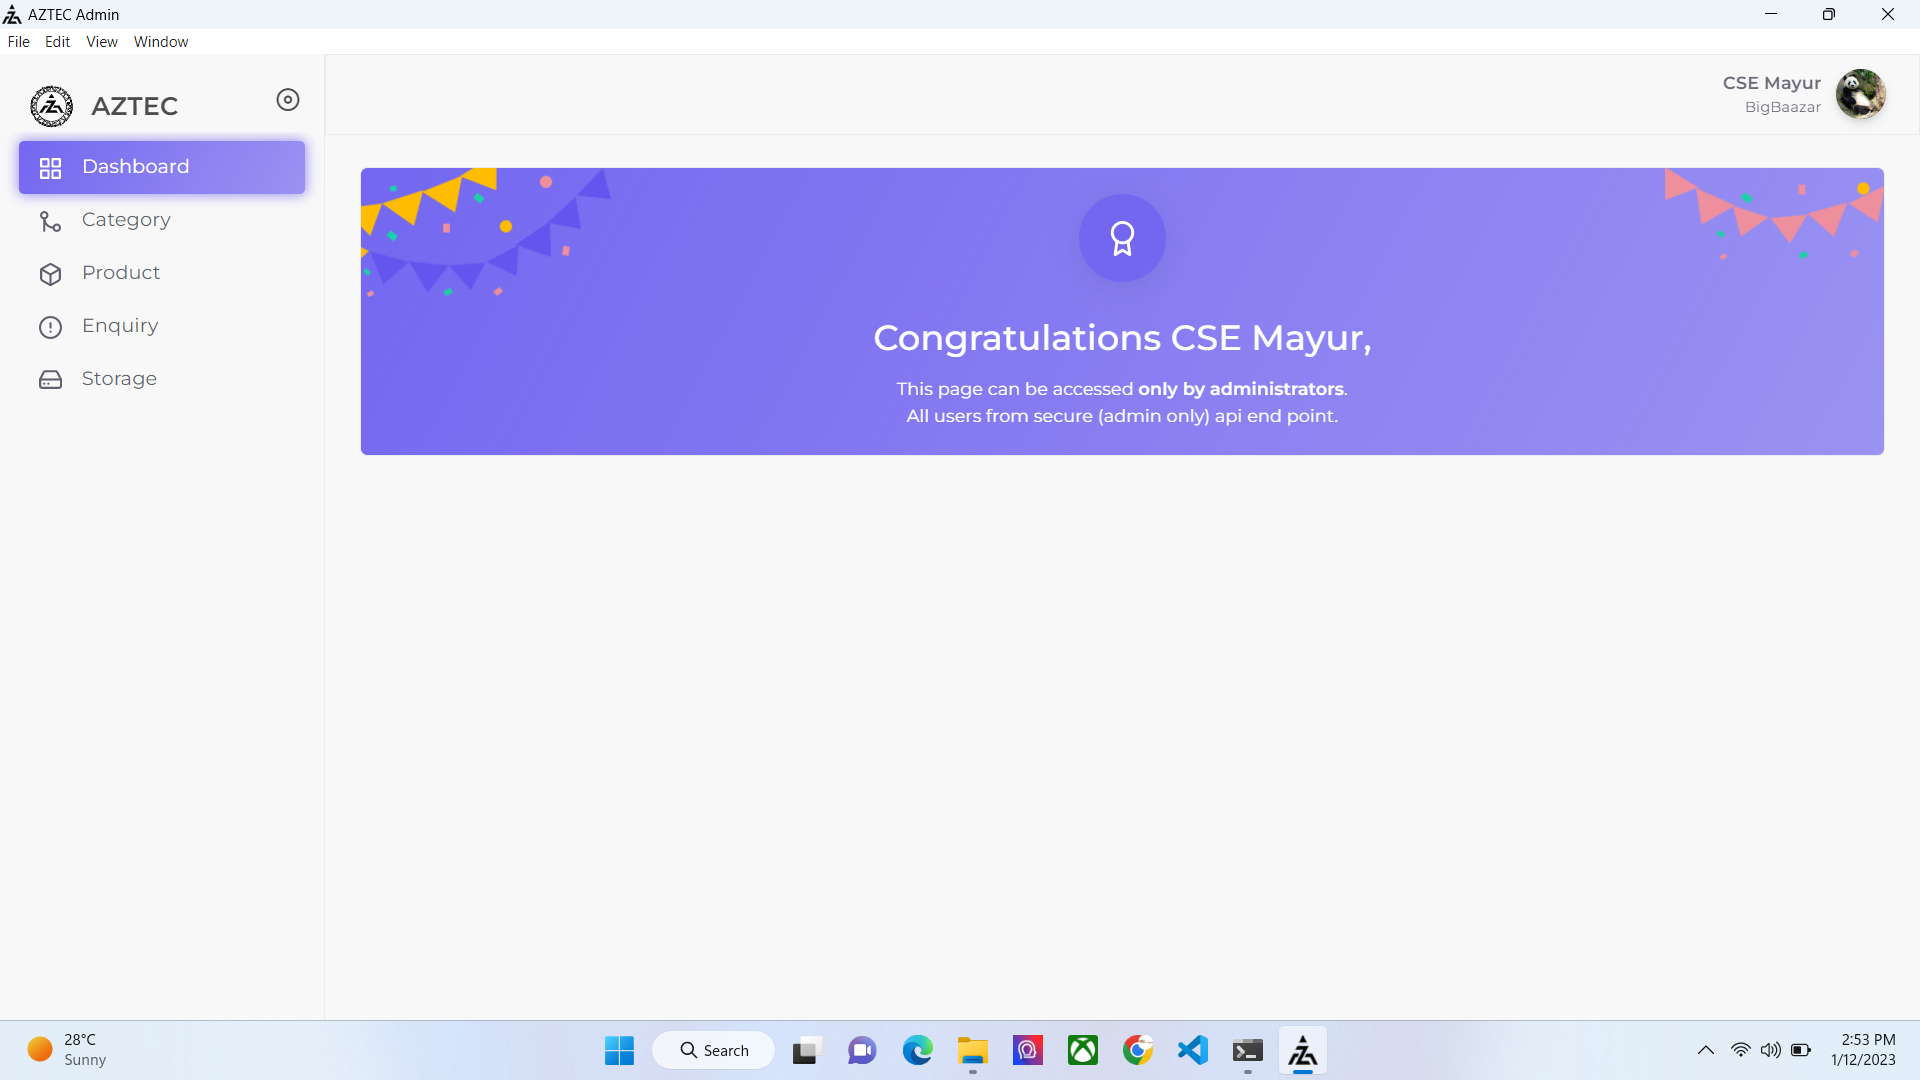 AZTEC Admin
File Edit View Window
AZTEC
CSE Mayur
BigBaazar
Dashboard
Category
Product
Enquiry
Storage
Congratulations CSE Mayur,
This page can be accessed only by administrators.
All users from secure (admin only) api end point.
28°C
Sunny
Search
2:53 PM
1/12/2023